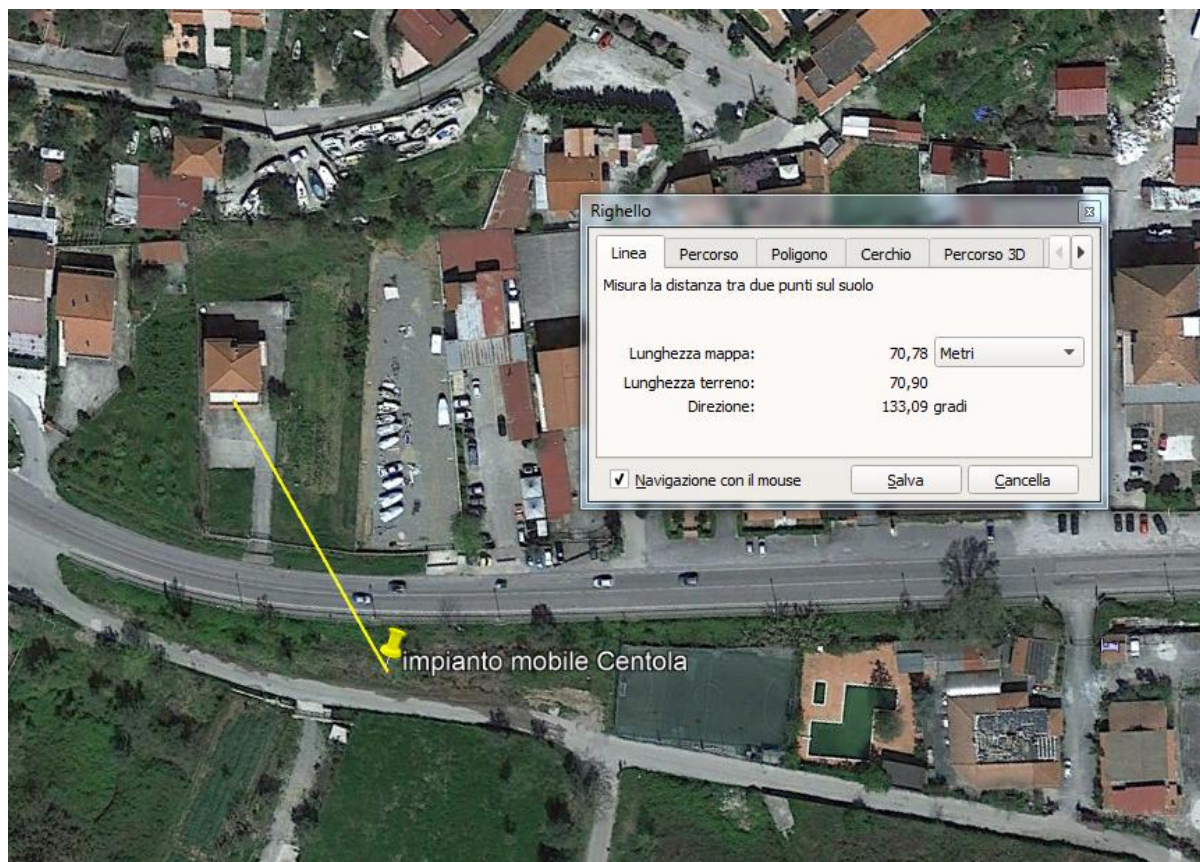 Righello
Linea Percorso Poligono Cerchio Percorso 3D
Misura la distanza tra due punti sul suolo
Lunghezza mappa: 70,78 Metri
Lunghezza terreno: 70,90
Direzione: 133,09 gradi
Navigazione con il mouse Salva Cancella
impianto mobile Centola